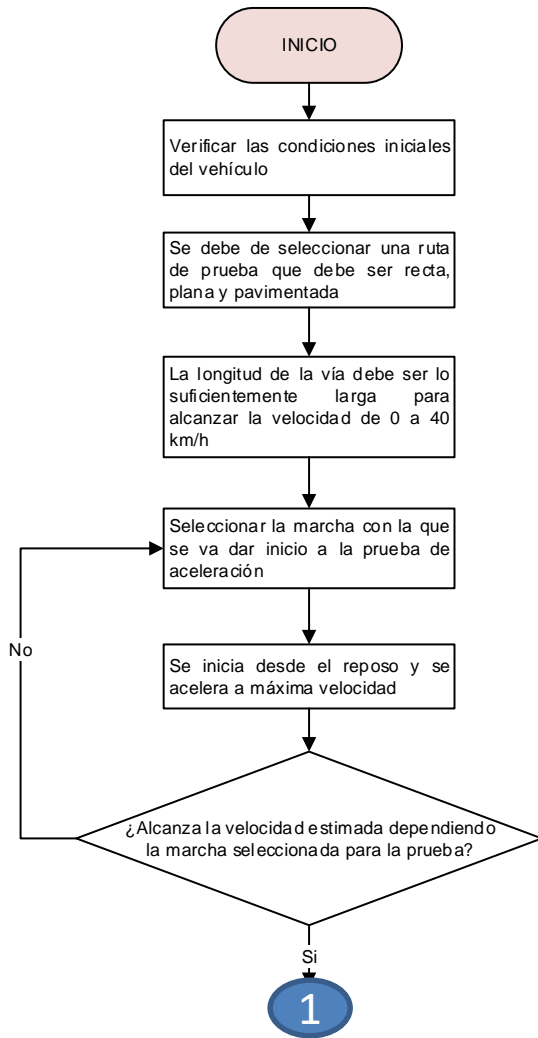 INICIO
Verificar las condiciones iniciales
del vehículo
Se debe de seleccionar una ruta
de prueba que debe ser recta,
plana y pavimentada
La longitud de la vía debe ser lo
suficientemente larga para
alcanzar la velocidad de 0 a 40
km/h
Seleccionar la marcha con la que
se va dar inicio a la prueba de
aceleración
No
Se inicia desde el reposo y se
acelera a máxima velocidad
¿Alcanza la velocidad estimada dependiendo
la marcha seleccionada para la prueba?
Si
1